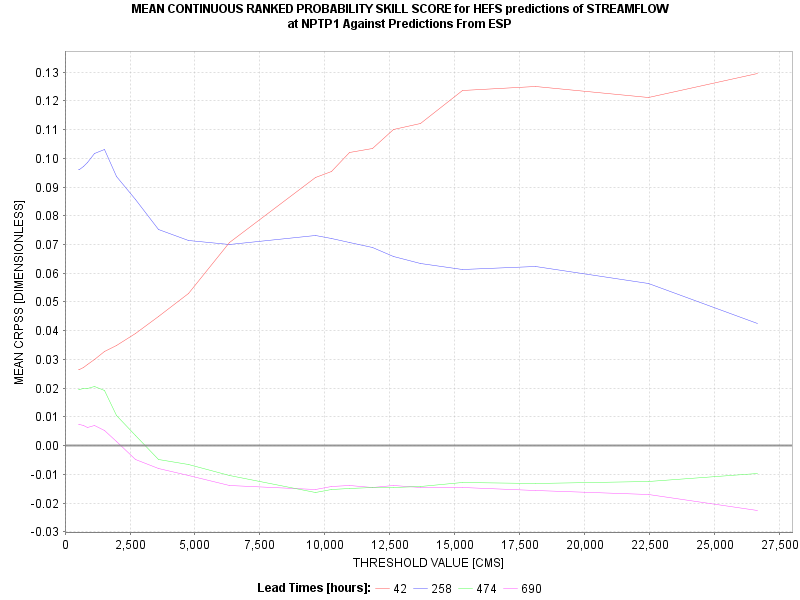 MEAN CONTINUOUS RANKED PROBABILITY SKILL SCORE for HEFS predictions of STREAMFLOW
at NPTP1 Against Predictions From ESP
MEAN CRPSS [DIMENSIONLESS]
0.13
0.12
0.11
0.10
0.09
0.08
0.07
0.06
0.05
0.04
0.03
0.02
0.01
0.00
-0.01
-0.02
-0.03
0 2,500 5,000 7,500 10,000 12,500 15,000 17,500 20,000 22,500 25,000 27,500
THRESHOLD VALUE [CMS]
Lead Times [hours]: 42 258 474 690